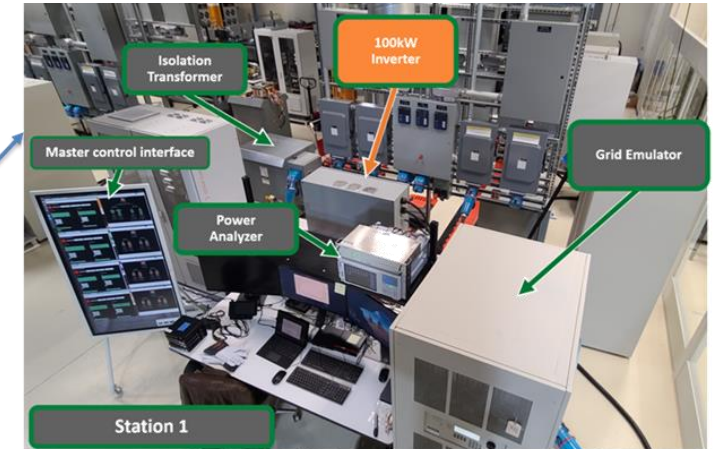 100kW
Inverter
Isolation
Transformer
Master control interface
Grid Emulator
Power
Analyzer
Station 1